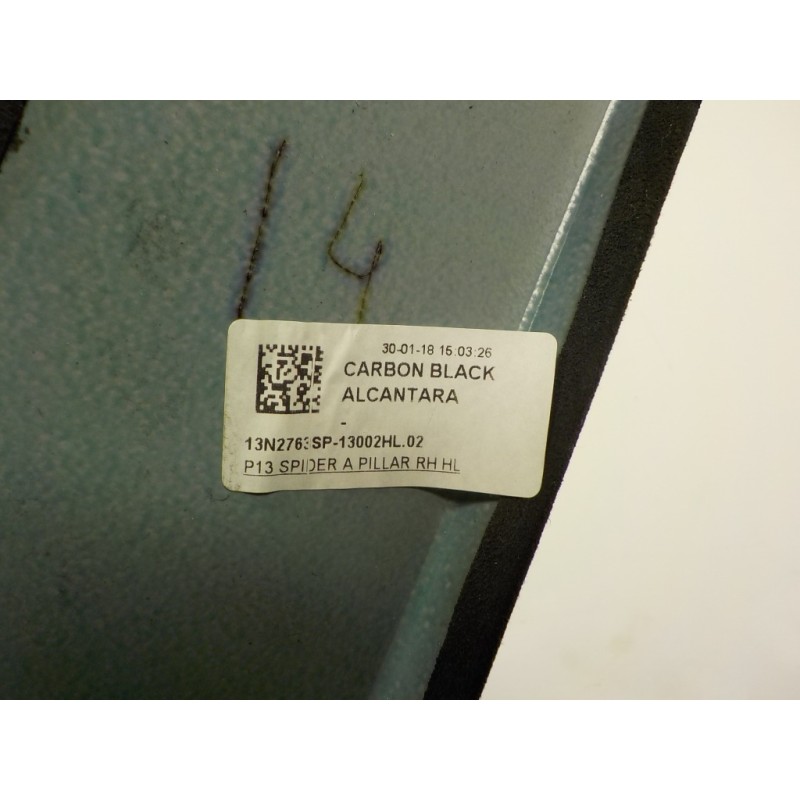 14
30-01-18 15:03:26
CARBON BLACK
ALCANTARA
-
13N2763SP-13002HL.02
P13 SPIDER A PILLAR RH HL